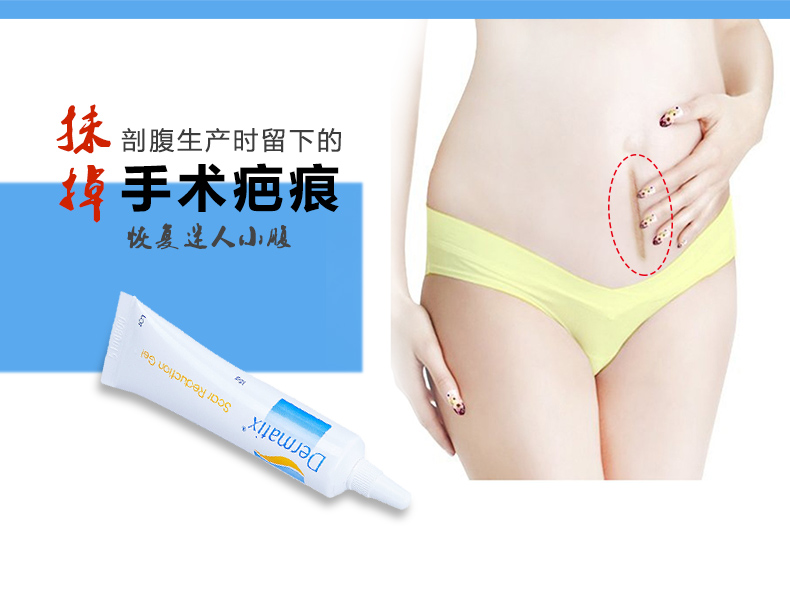 抹掉
剖腹生产时留下的
手术疤痕
恢复迷人小腹
Dermatix®
Scar Reduction Gel
15g
LOT